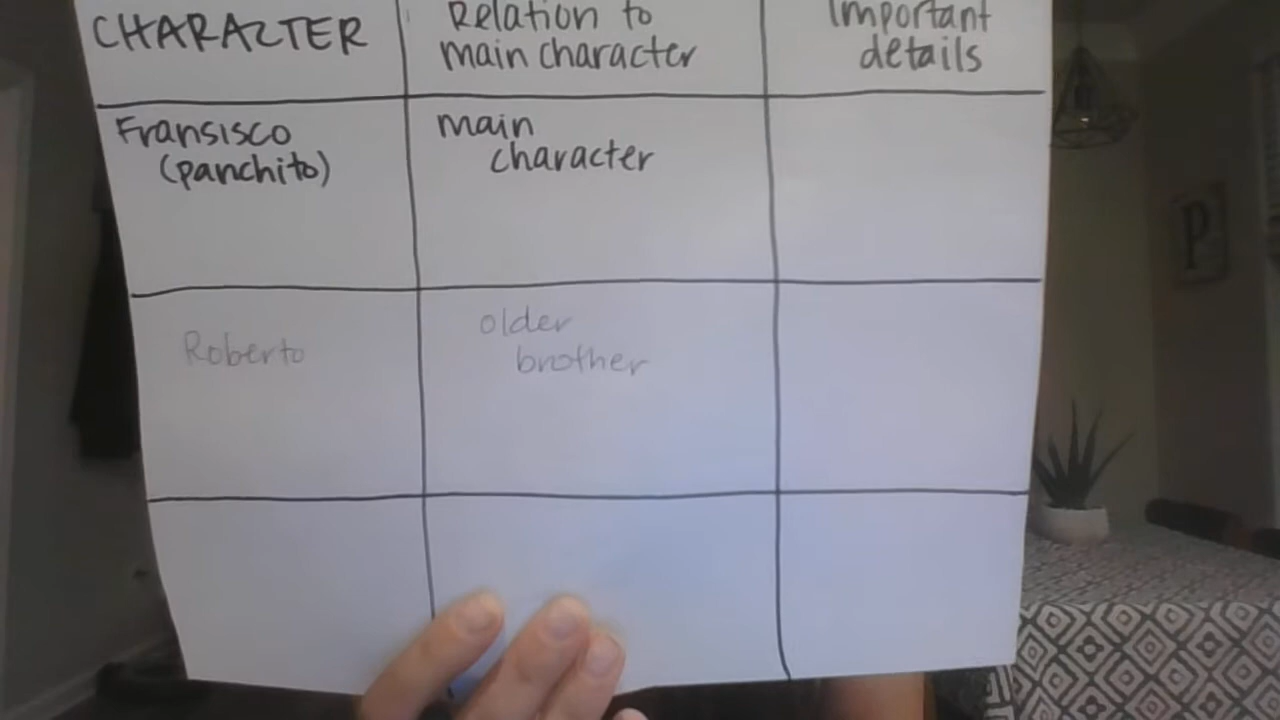 CHARACTER
Relation to
main character
Important
details
Fransisco
(panchito)
main
character
Roberto
older
brother
P